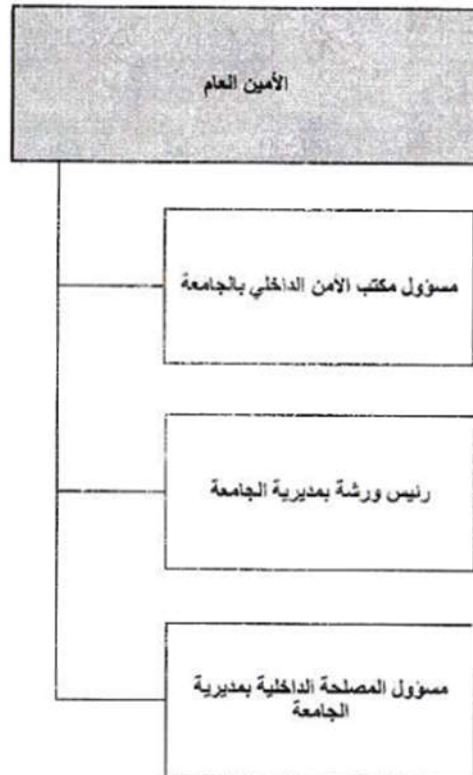 الأمين العام
مسؤول مكتب الأمن الداخلي بالجامعة
رئيس ورشة بمديرية الجامعة
مسؤول المصلحة الداخلية بمديرية
الجامعة